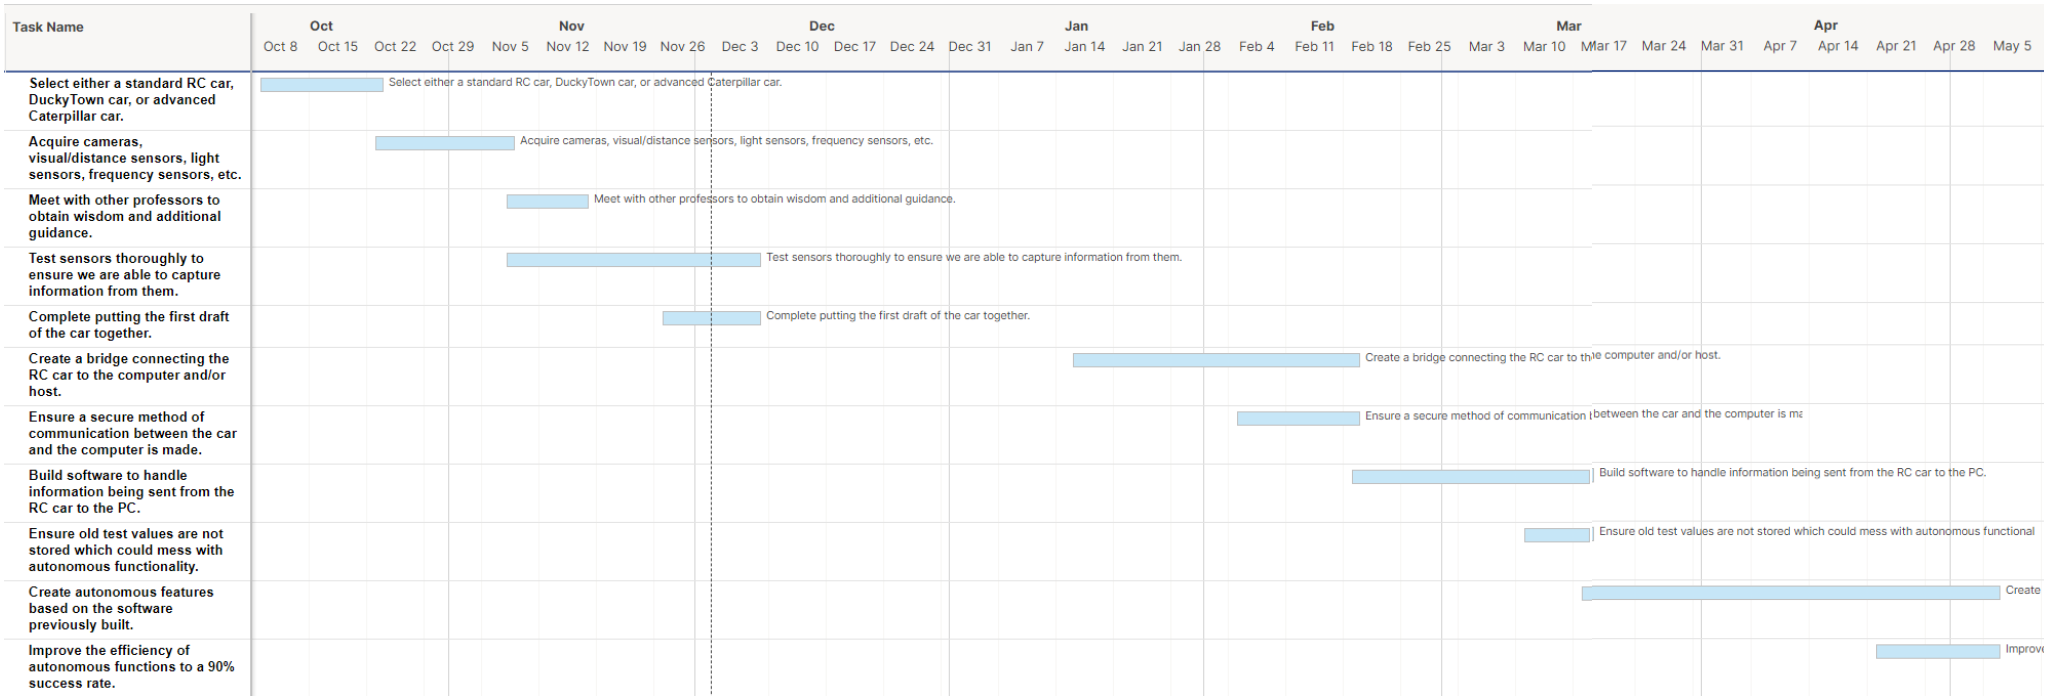 Task Name
Oct Nov Dec Jan Feb Mar Apr
Oct 8 Oct 15 Oct 22 Oct 29 Nov 5 Nov 12 Nov 19 Nov 26 Dec 3 Dec 10 Dec 17 Dec 24 Dec 31 Jan 7 Jan 14 Jan 21 Jan 28 Feb 4 Feb 11 Feb 18 Feb 25 Mar 3 Mar 10 Mar 17 Mar 24 Mar 31 Apr 7 Apr 14 Apr 21 Apr 28 May 5
Select either a standard RC car,
DuckyTown car, or advanced
Caterpillar car.
Select either a standard RC car, DuckyTown car, or advanced Caterpillar car.
Acquire cameras,
visual/distance sensors, light
sensors, frequency sensors, etc.
Acquire cameras, visual/distance sensors, light sensors, frequency sensors, etc.
Meet with other professors to
obtain wisdom and additional
guidance.
Meet with other professors to obtain wisdom and additional guidance.
Test sensors thoroughly to
ensure we are able to capture
information from them.
Test sensors thoroughly to ensure we are able to capture information from them.
Complete putting the first draft
of the car together.
Complete putting the first draft of the car together.
Create a bridge connecting the
RC car to the computer and/or
host.
Create a bridge connecting the RC car to the computer and/or host.
Ensure a secure method of
communication between the car
and the computer is made.
Ensure a secure method of communication between the car and the computer is ma
Build software to handle
information being sent from the
RC car to the PC.
Build software to handle information being sent from the RC car to the PC.
Ensure old test values are not
stored which could mess with
autonomous functionality.
Ensure old test values are not stored which could mess with autonomous functional
Create autonomous features
based on the software
previously built.
Create
Improve the efficiency of
autonomous functions to a 90%
success rate.
Improve